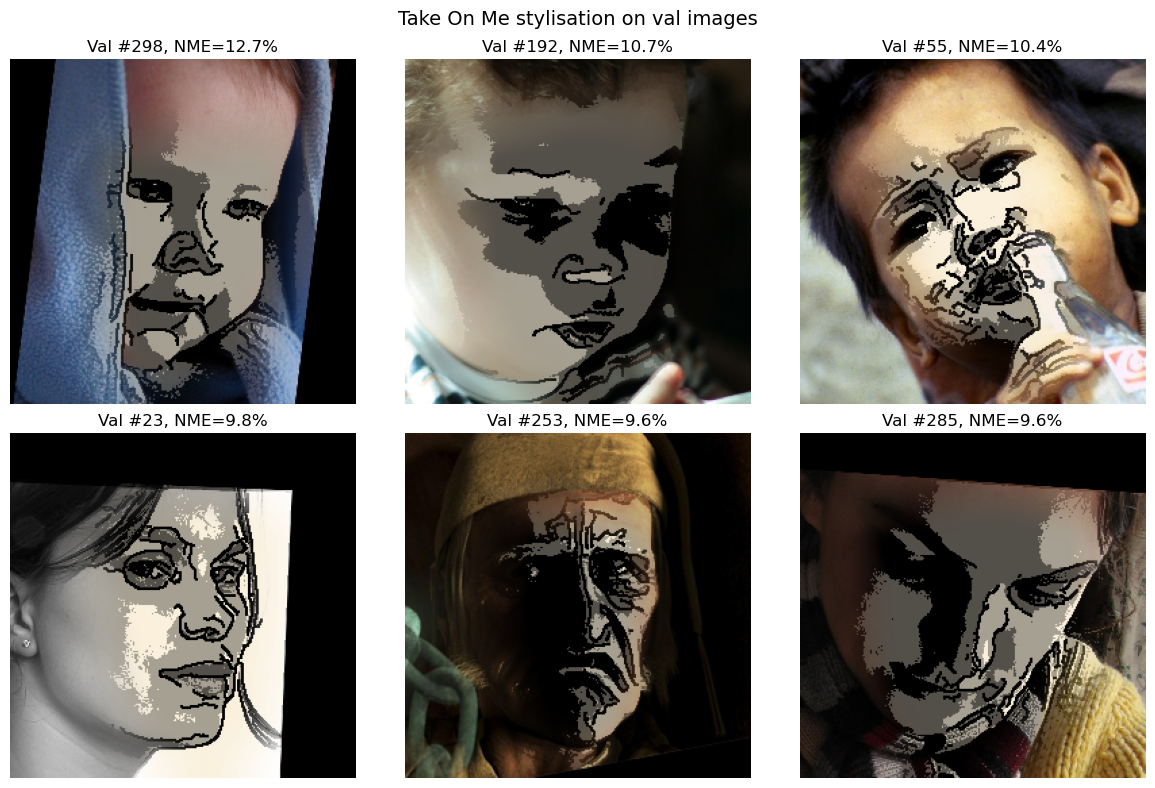 Take On Me stylisation on val images
Val #298, NME=12.7%
Val #192, NME=10.7%
Val #55, NME=10.4%
Val #23, NME=9.8%
Val #253, NME=9.6%
Val #285, NME=9.6%